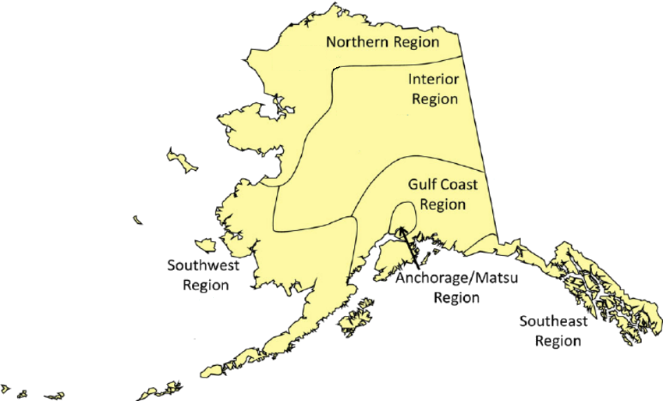 Northern Region
Interior
Region
Gulf Coast
Region
Southwest
Region
Anchorage/Matsu
Region
Southeast
Region